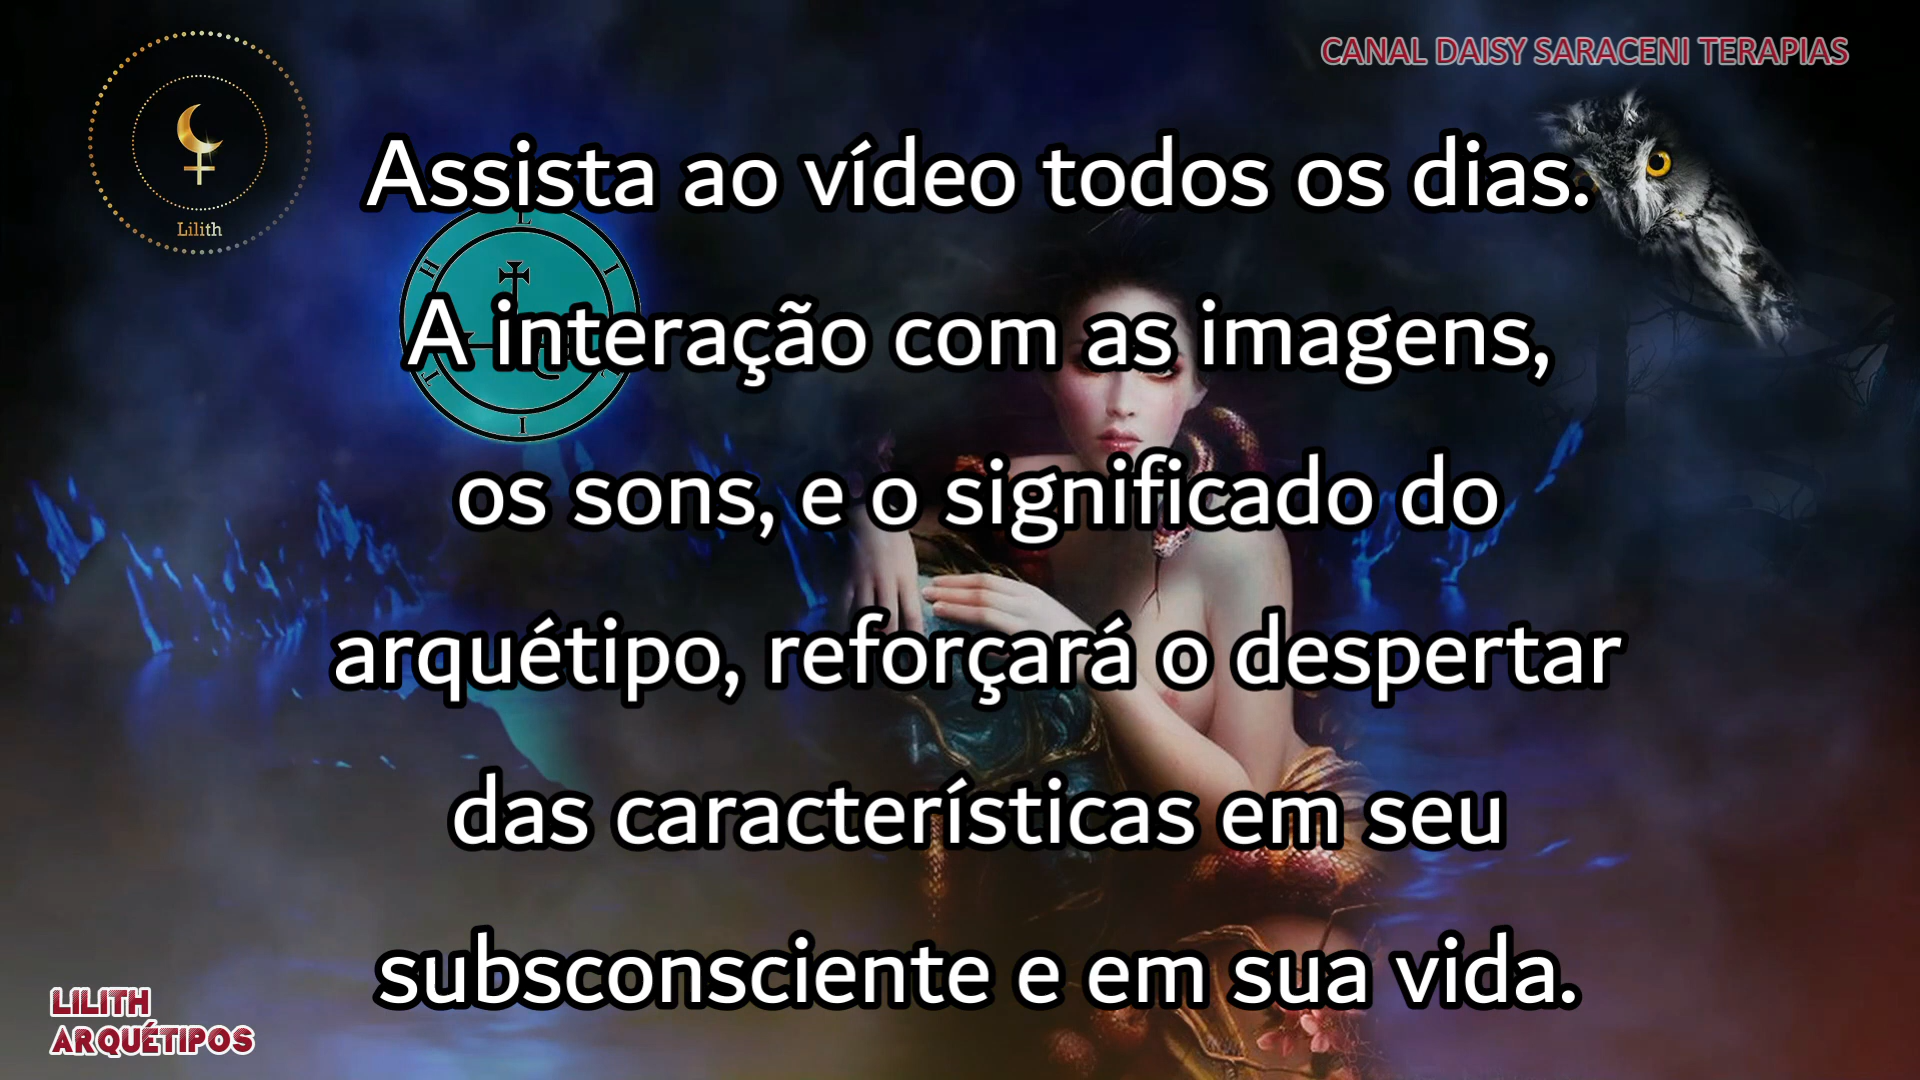 CANAL DAISY SARACENI TERAPIAS
Lilith
Assista ao vídeo todos os dias.
A interação com as imagens,
os sons, e o significado do
arquétipo, reforçará o despertar
das características em seu
subsconsciente e em sua vida.
L I L I T H
LILITH
ARQUÉTIPOS